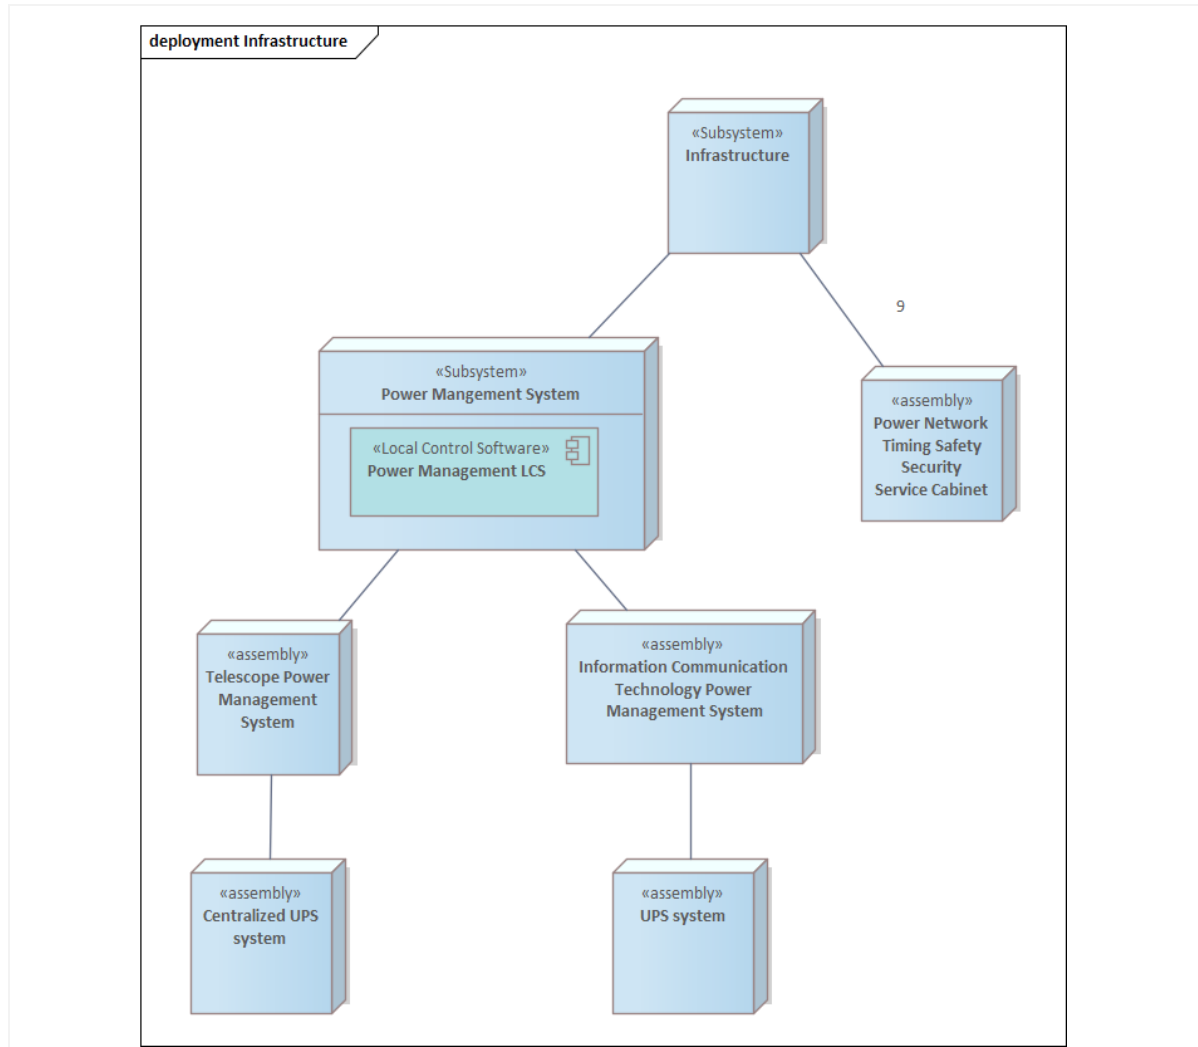 deployment Infrastructure
«Subsystem»
Infrastructure
9
«Subsystem»
Power Mangement System
«Local Control Software»
Power Management LCS
«assembly»
Power Network
Timing Safety
Security
Service Cabinet
«assembly»
Telescope Power
Management
System
«assembly»
Information Communication
Technology Power
Management System
«assembly»
Centralized UPS
system
«assembly»
UPS system